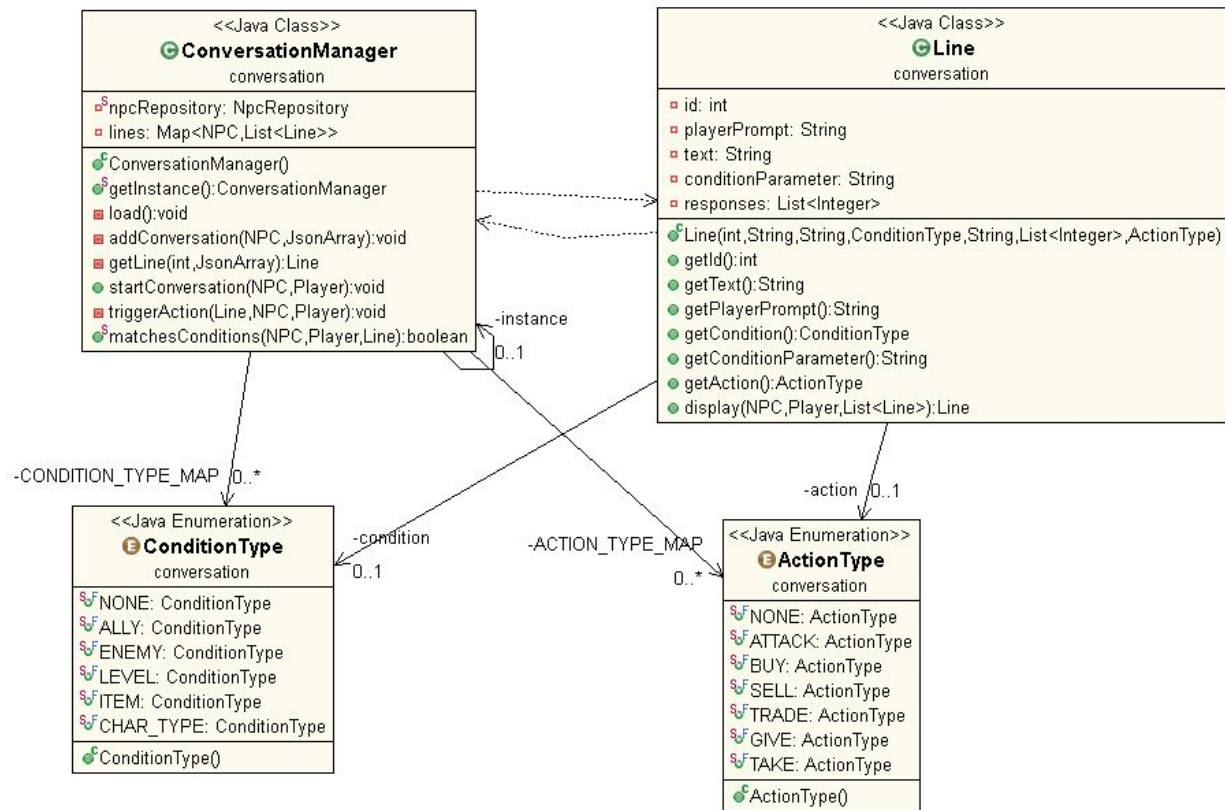 <<Java Class>>
ConversationManager
conversation
npcRepository: NpcRepository
lines: Map<NPC,List<Line>>
ConversationManager()
getInstance():ConversationManager
load():void
addConversation(NPC,JsonArray):void
getLine(int,JsonArray):Line
startConversation(NPC,Player):void
triggerAction(Line,NPC,Player):void
matchesConditions(NPC,Player,Line):boolean
<<Java Class>>
Line
conversation
id: int
playerPrompt: String
text: String
conditionParameter: String
responses: List<Integer>
Line(int,String,String,ConditionType,String,List<Integer>,ActionType)
getId():int
getText():String
getPlayerPrompt():String
getCondition():ConditionType
getConditionParameter():String
getAction():ActionType
display(NPC,Player,List<Line>):Line
-instance
0..1
-CONDITION_TYPE_MAP 0..*
-condition
0..1
-ACTION_TYPE_MAP
0..*
-action 0..1
<<Java Enumeration>>
ConditionType
conversation
NONE: ConditionType
ALLY: ConditionType
ENEMY: ConditionType
LEVEL: ConditionType
ITEM: ConditionType
CHAR_TYPE: ConditionType
ConditionType()
<<Java Enumeration>>
ActionType
conversation
NONE: ActionType
ATTACK: ActionType
BUY: ActionType
SELL: ActionType
TRADE: ActionType
GIVE: ActionType
TAKE: ActionType
ActionType()